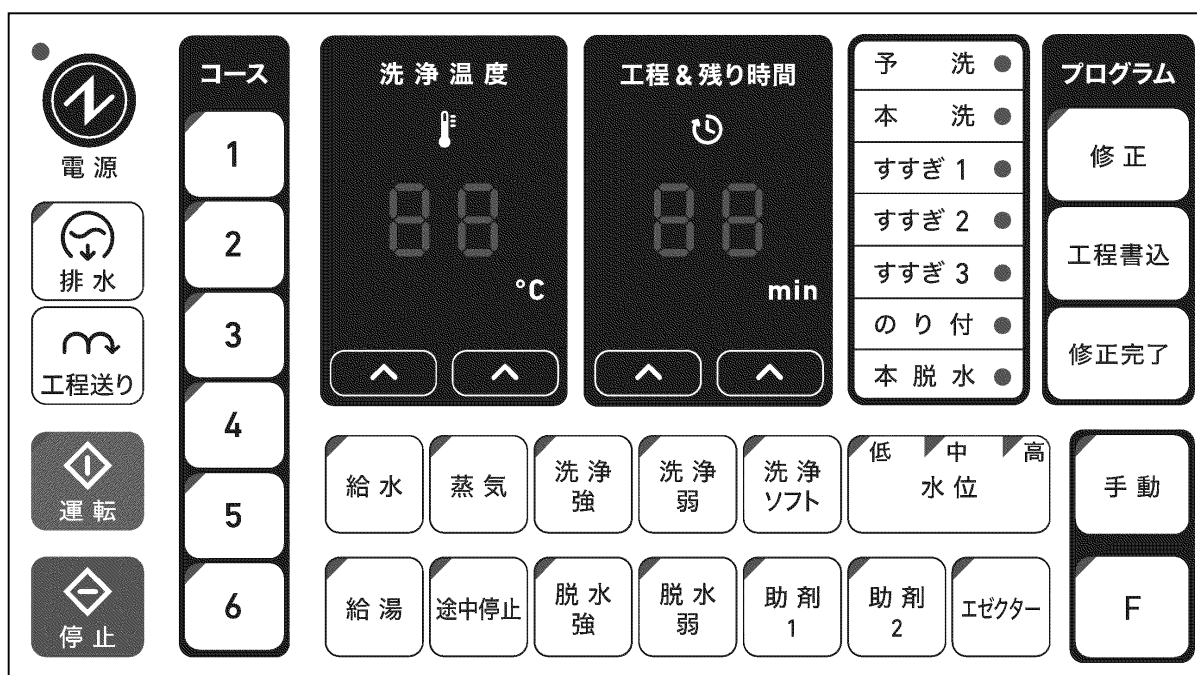 電源
排水
工程送り
運転
停止
コース
1
2
3
4
5
6
洗浄温度
88
°C
工程&残り時間
88
min
予洗
本洗
すすぎ1
すすぎ2
すすぎ3
のり付
本脱水
プログラム
修正
工程書込
修正完了
給水
蒸気
洗浄
強
洗浄
弱
洗浄
ソフト
低 中 高
水位
手動
給湯
途中停止
脱水
強
脱水
弱
助剤
1
助剤
2
エゼクター
F